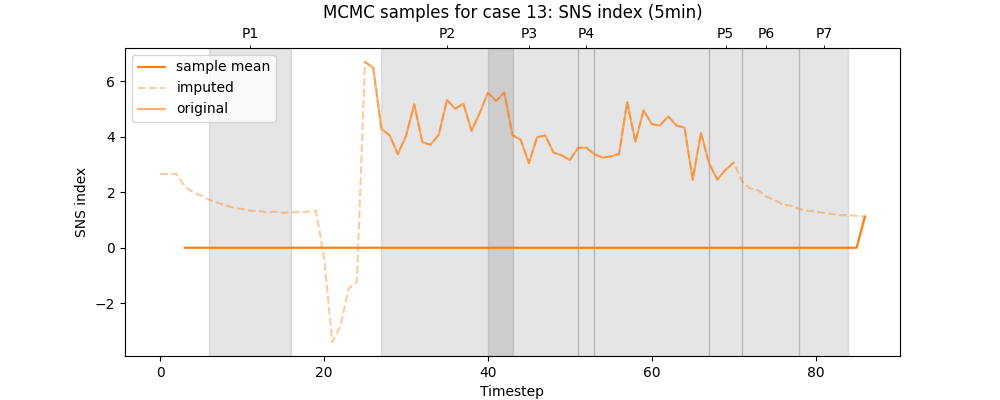 MCMC samples for case 13: SNS index (5min)
P1 P2 P3 P4 P5 P6 P7
sample mean
imputed
original
6
4
2
0
−2
SNS index
0 20 40 60 80
Timestep